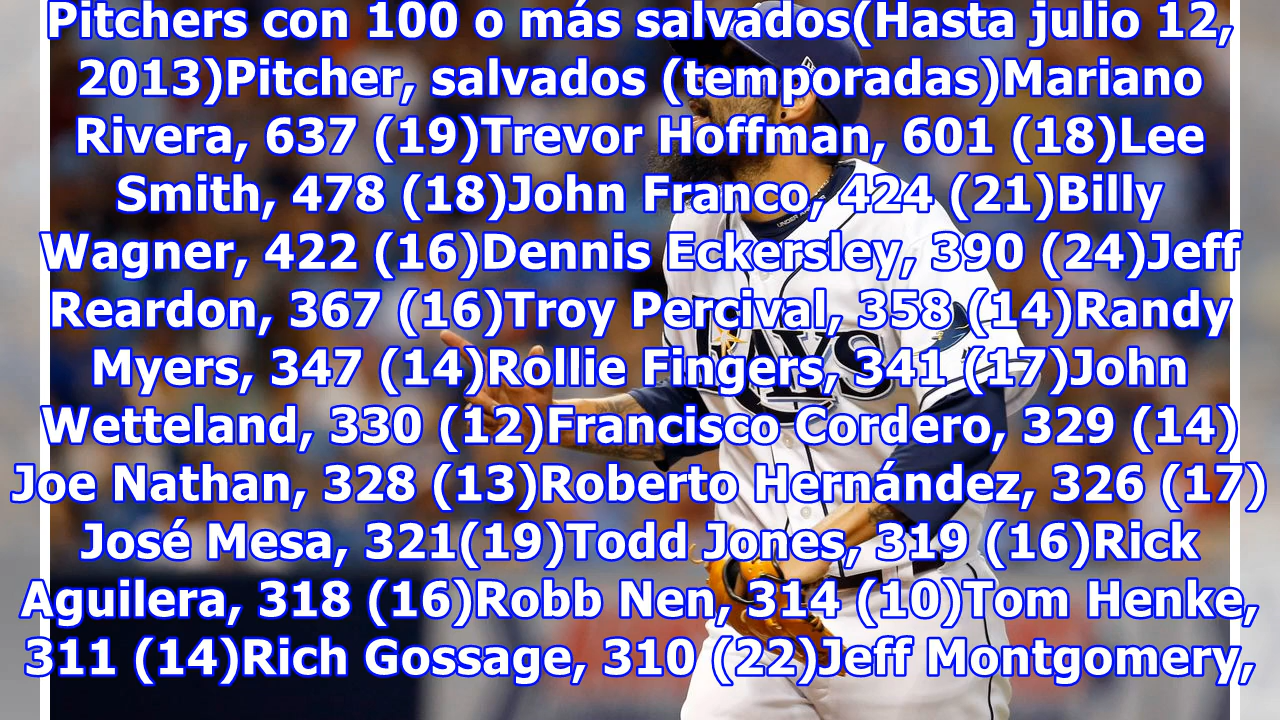 Pitchers con 100 o más salvados(Hasta julio 12,
2013)Pitcher, salvados (temporadas)Mariano
Rivera, 637 (19)Trevor Hoffman, 601 (18)Lee
Smith, 478 (18)John Franco, 424 (21)Billy
Wagner, 422 (16)Dennis Eckersley, 390 (24)Jeff
Reardon, 367 (16)Troy Percival, 358 (14)Randy
Myers, 347 (14)Rollie Fingers, 341 (17)John
Wetteland, 330 (12)Francisco Cordero, 329 (14)
Joe Nathan, 328 (13)Roberto Hernández, 326 (17)
José Mesa, 321(19)Todd Jones, 319 (16)Rick
Aguilera, 318 (16)Robb Nen, 314 (10)Tom Henke,
311 (14)Rich Gossage, 310 (22)Jeff Montgomery,
RAYS